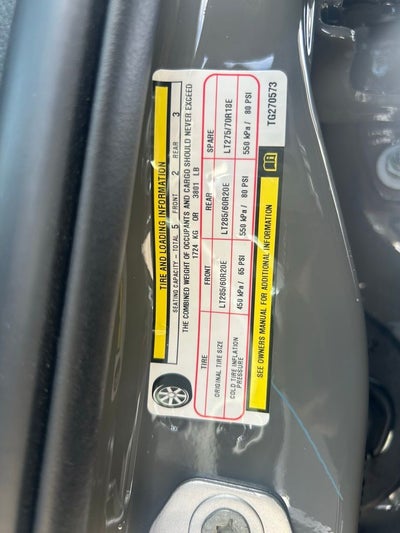 TIRE AND LOADING INFORMATION
SEATING CAPACITY - TOTAL 5 FRONT 2 REAR 3
THE COMBINED WEIGHT OF OCCUPANTS AND CARGO SHOULD NEVER EXCEED
1724 KG OR 3801 LB
TIRE FRONT REAR SPARE
ORIGINAL TIRE SIZE LT285/60R20E LT285/60R20E LT275/70R18E
COLD TIRE INFLATION PRESSURE 450 kPa / 65 PSI 550 kPa / 80 PSI 550 kPa / 80 PSI
SEE OWNERS MANUAL FOR ADDITIONAL INFORMATION
TG270573